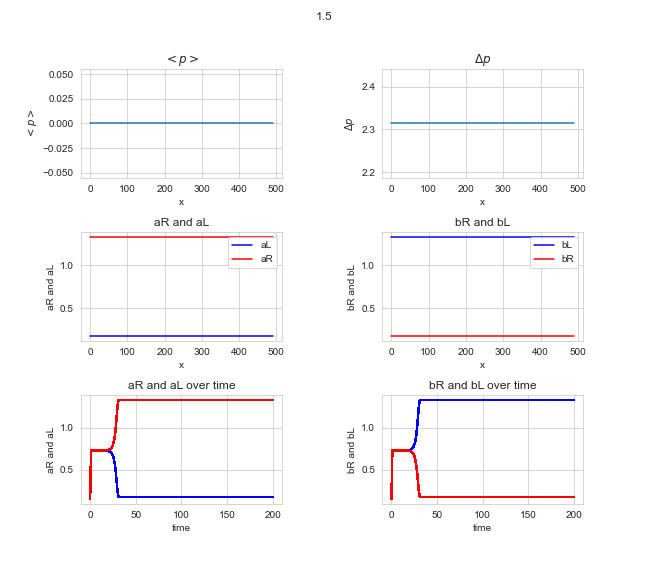 1.5
< p >
Δp
0.050
0.025
0.000
−0.025
−0.050
< p >
0 100 200 300 400 500
x
2.4
2.3
2.2
Δp
0 100 200 300 400 500
x
aR and aL
bR and bL
1.0
0.5
aR and aL
aL
aR
0 100 200 300 400 500
x
1.0
0.5
bR and bL
bL
bR
0 100 200 300 400 500
x
aR and aL over time
bR and bL over time
1.0
0.5
aR and aL
0 50 100 150 200
time
1.0
0.5
bR and bL
0 50 100 150 200
time